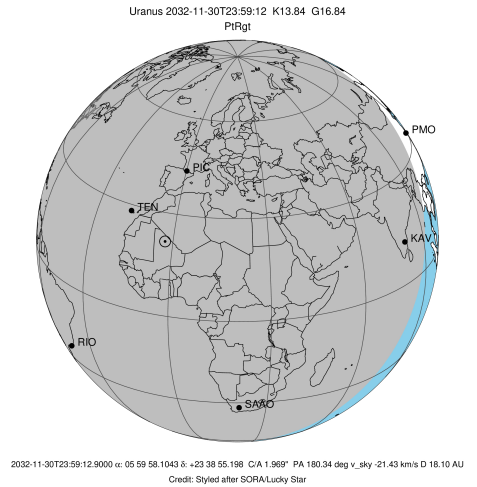 Uranus 2032-11-30T23:59:12 K13.84 G16.84
PtRgt
PMO
PIC
TEN
KAV
RIO
SAAO
2032-11-30T23:59:12.9000 α: 05 59 58.1043 δ: +23 38 55.198 C/A 1.969" PA 180.34 deg v_sky -21.43 km/s D 18.10 AU
Credit: Styled after SORA/Lucky Star